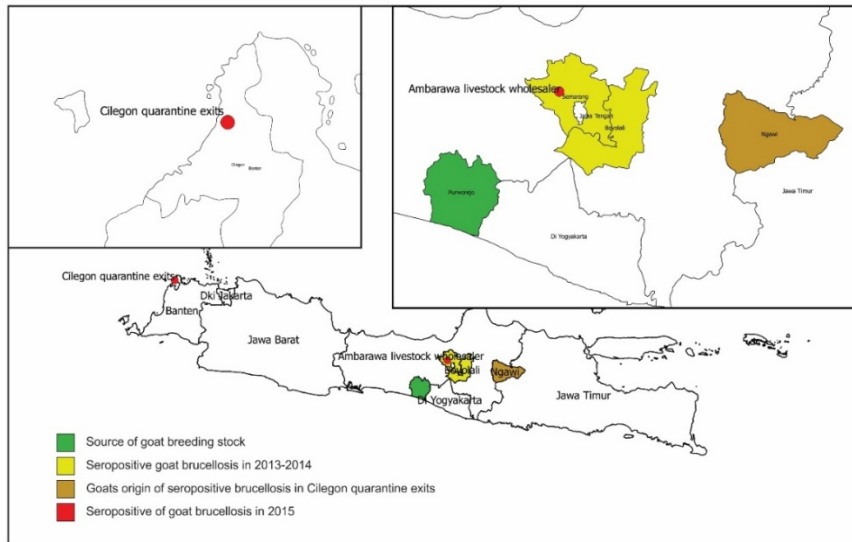 Cilegon quarantine exits
Cilegon
Banten
Ambarawa livestock wholesaler
Semarang
Jawa Tengah
Boyolali
Ngawi
Purworejo
Jawa Timur
Di Yogyakarta
Cilegon quarantine exits
Dki Jakarta
Banten
Jawa Barat
Ambarawa livestock wholesaler
Boyolali
Ngawi
Di Yogyakarta
Jawa Timur
Source of goat breeding stock
Seropositive goat brucellosis in 2013-2014
Goats origin of seropositive brucellosis in Cilegon quarantine exits
Seropositive of goat brucellosis in 2015